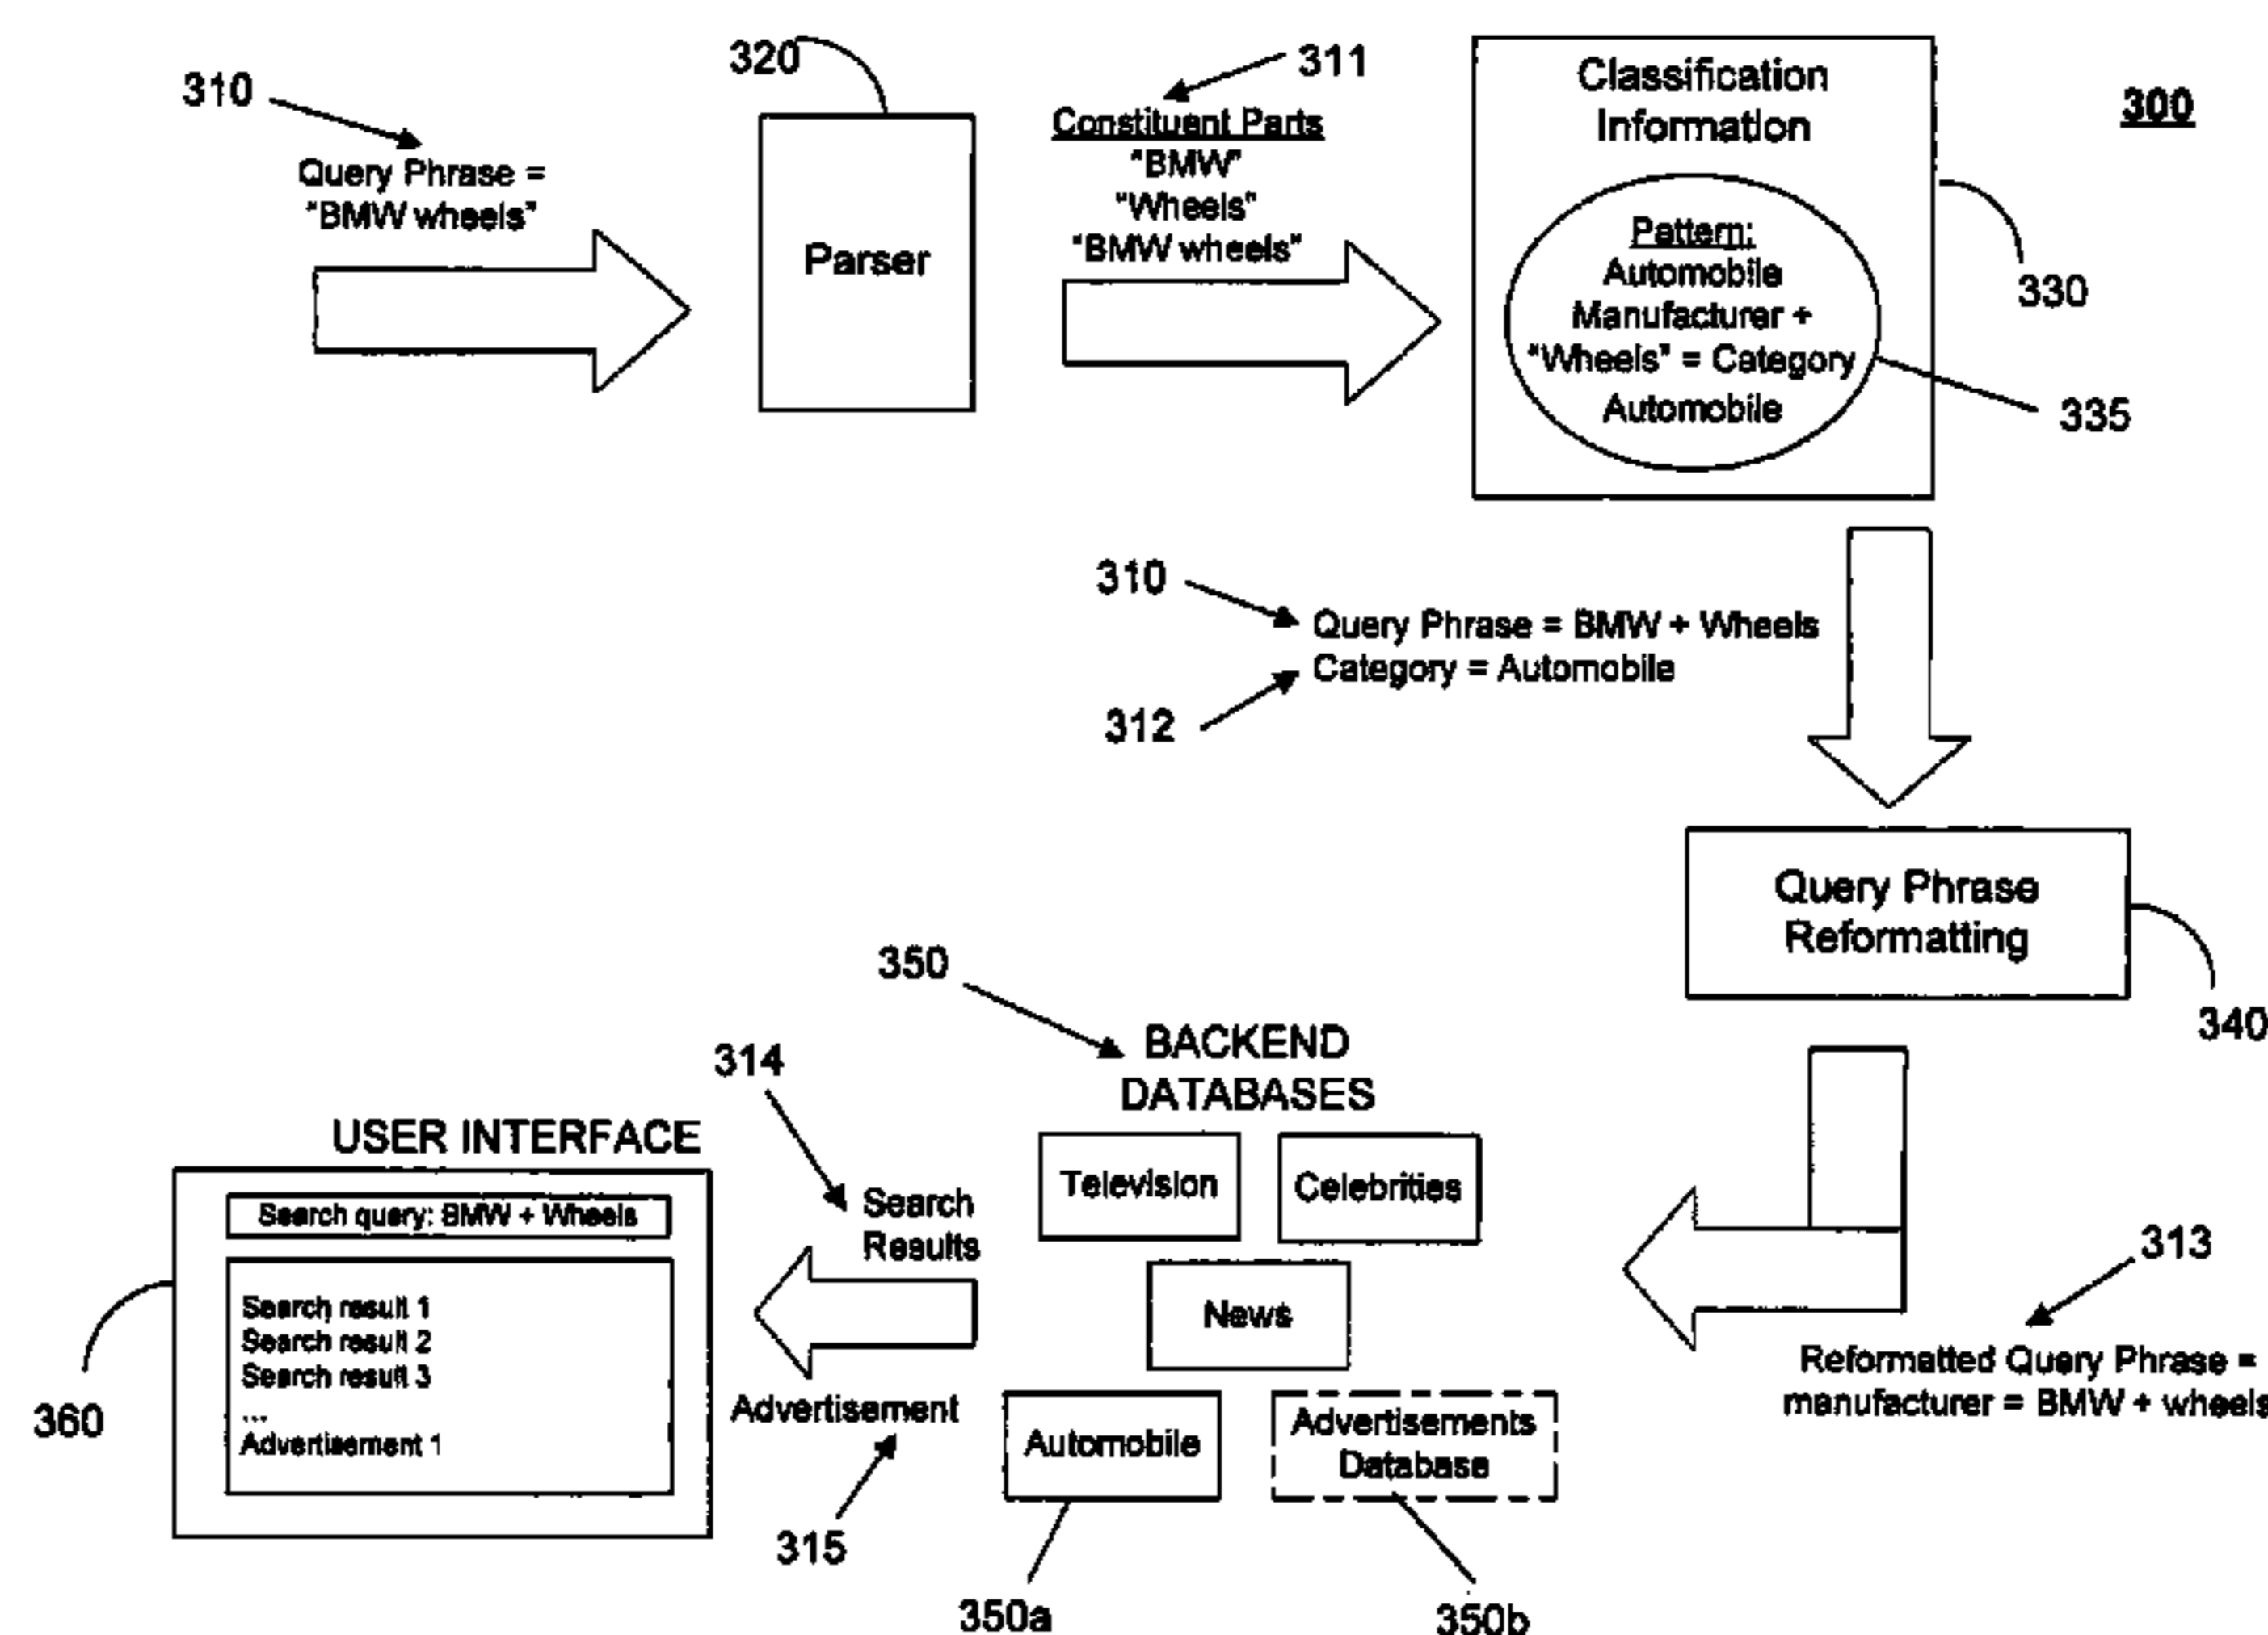 300
310
Query Phrase =
"BMW wheels"
320
Parser
311
Constituent Parts
"BMW"
"Wheels"
"BMW wheels"
Classification
Information
Pattern:
Automobile
Manufacturer +
"Wheels" = Category
Automobile
330
335
310
Query Phrase = BMW + Wheels
Category = Automobile
312
Query Phrase
Reformatting
340
313
Reformatted Query Phrase =
manufacturer = BMW + wheels
350
BACKEND
DATABASES
Television
Celebrities
News
Automobile
Advertisements
Database
350a
350b
314
Search
Results
Advertisement
315
USER INTERFACE
Search query: BMW + Wheels
Search result 1
Search result 2
Search result 3
...
Advertisement 1
360